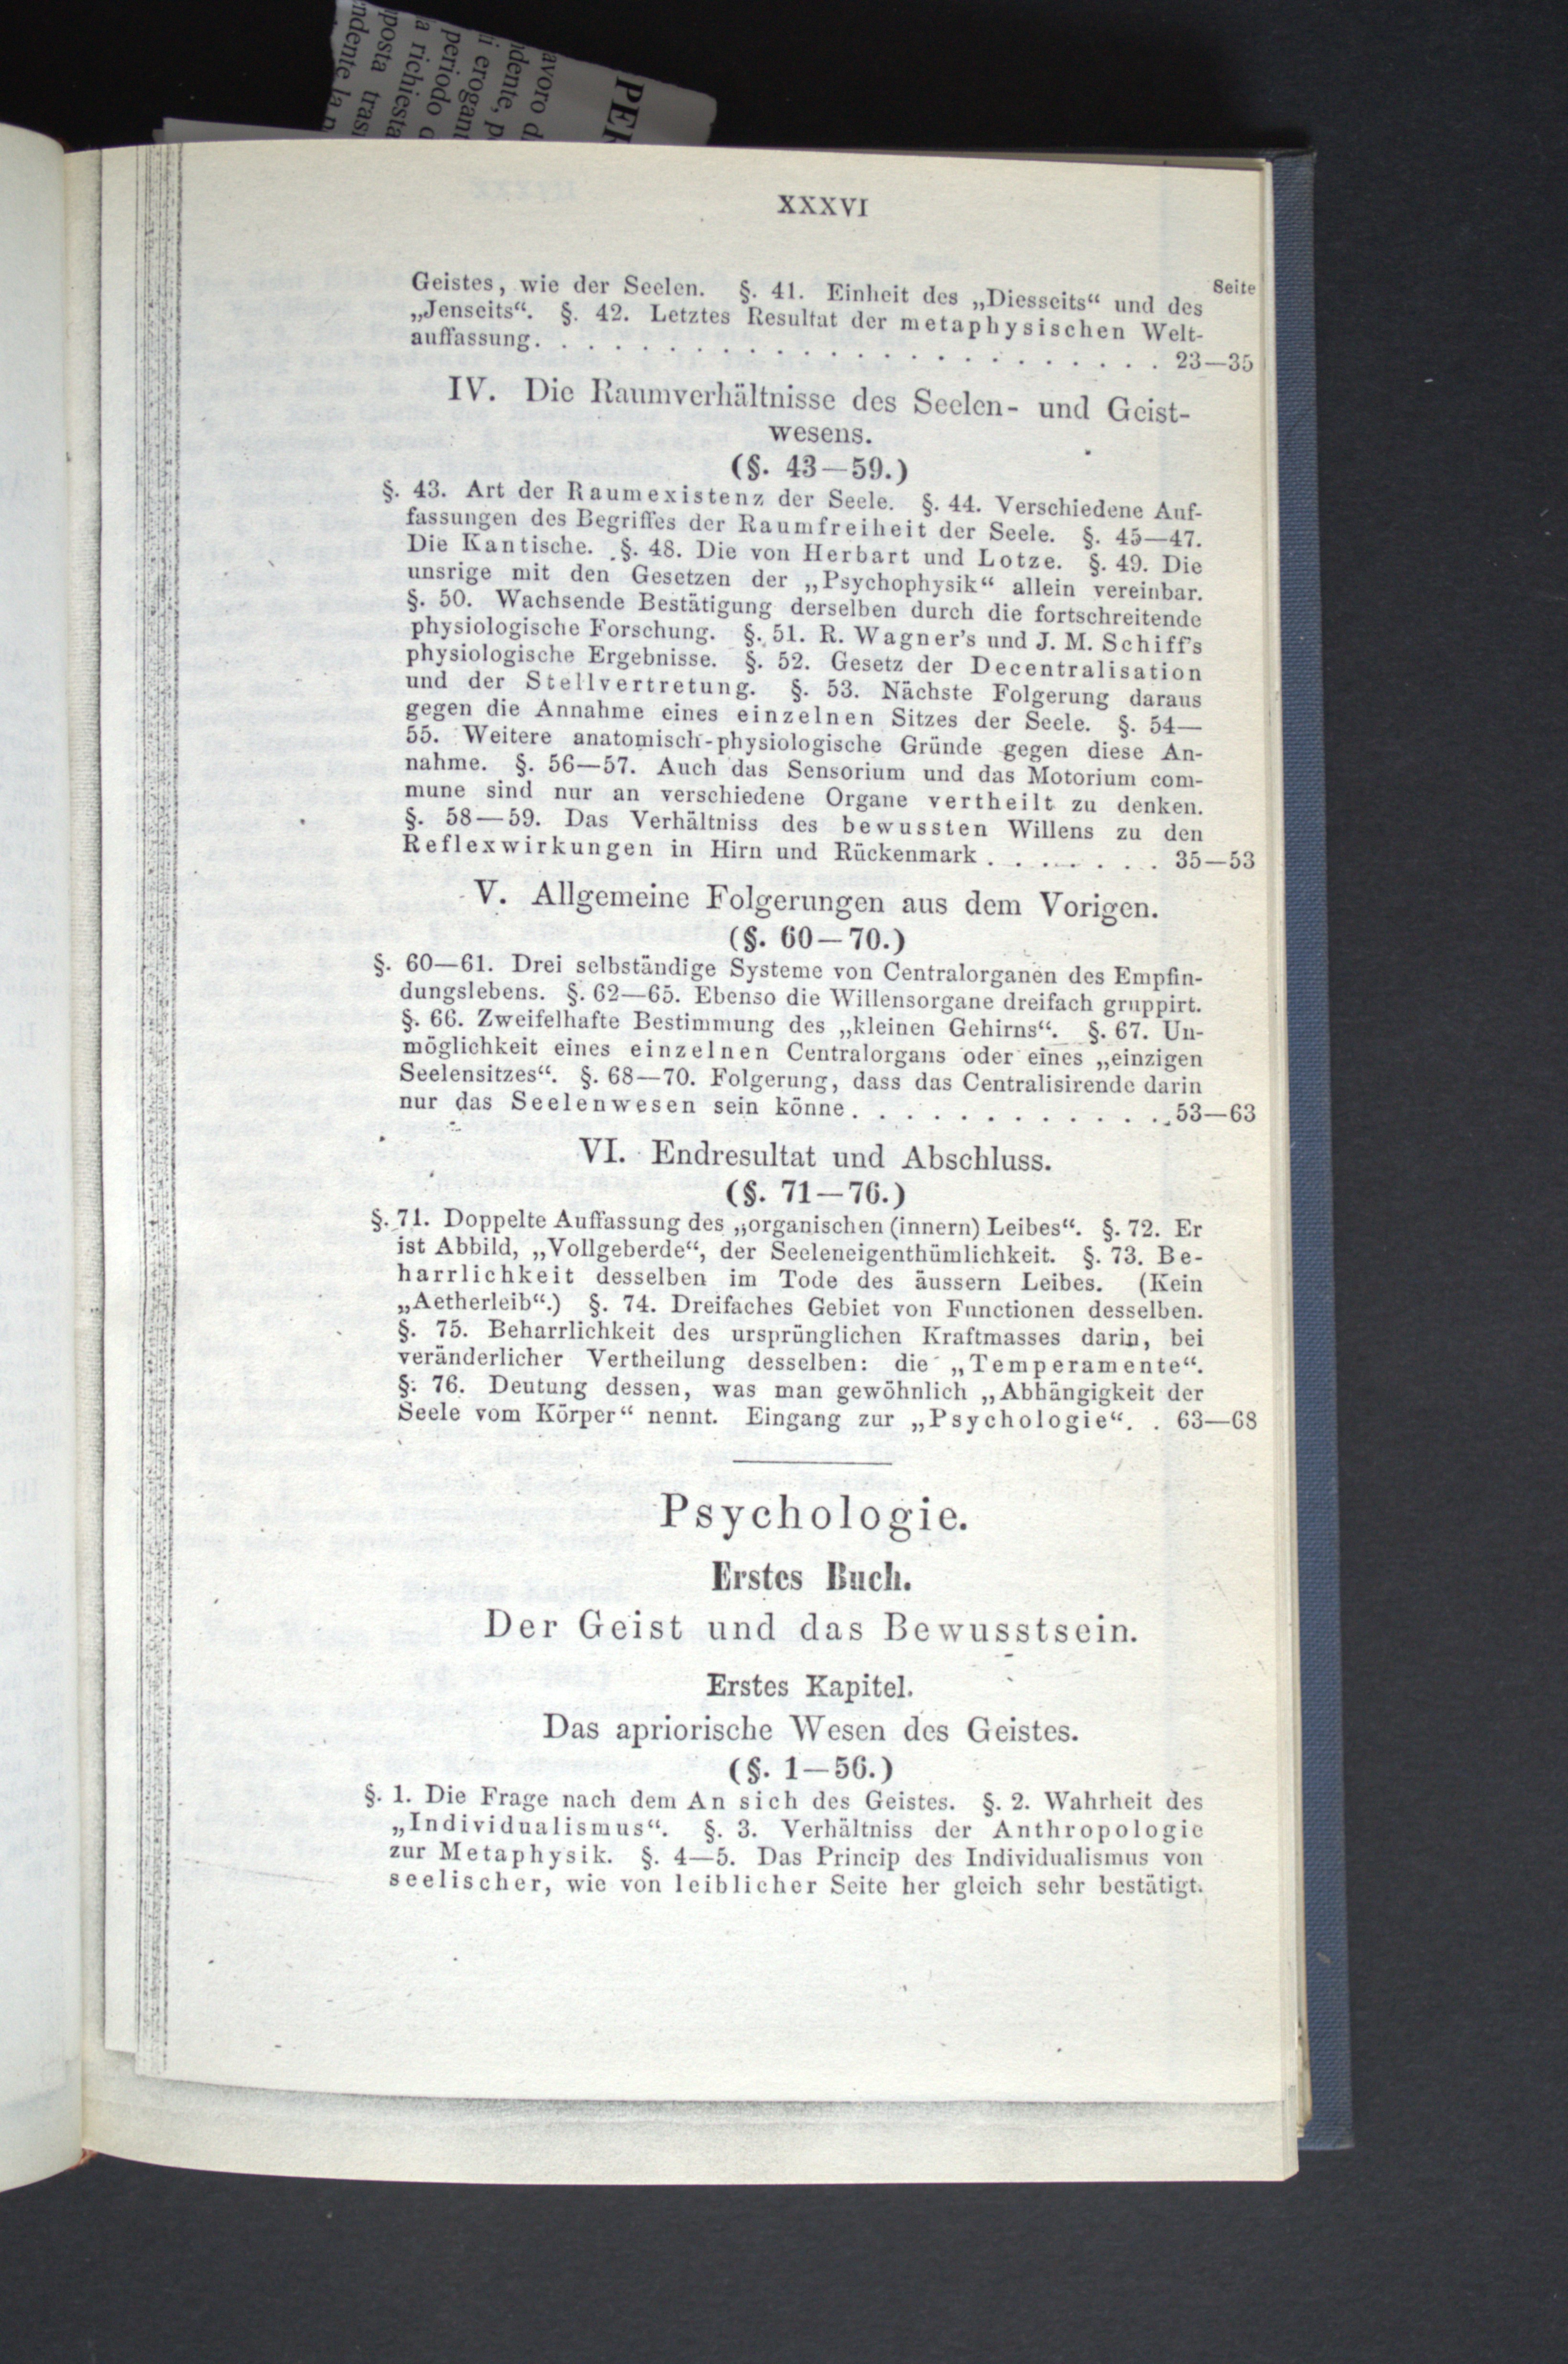 PER
avoro d
ndente, p
i erogant
periodo d
a richiesta
posta tras
ndente la p
XXXVI
Seite
Geistes, wie der Seelen. §. 41. Einheit des „Diesseits“ und des
„Jenseits“. §. 42. Letztes Resultat der metaphysischen Welt-
auffassung. . . . . . . . . . . . . . . . . . . . . . . . 23—35
IV. Die Raumverhältnisse des Seelen- und Geist-
wesens.
(§. 43—59.)
§. 43. Art der Raumexistenz der Seele. §. 44. Verschiedene Auf-
fassungen des Begriffes der Raumfreiheit der Seele. §. 45—47.
Die Kantische. §. 48. Die von Herbart und Lotze. §. 49. Die
unsrige mit den Gesetzen der „Psychophysik“ allein vereinbar.
§. 50. Wachsende Bestätigung derselben durch die fortschreitende
physiologische Forschung. §. 51. R. Wagner's und J. M. Schiff's
physiologische Ergebnisse. §. 52. Gesetz der Decentralisation
und der Stellvertretung. §. 53. Nächste Folgerung daraus
gegen die Annahme eines einzelnen Sitzes der Seele. §. 54—
55. Weitere anatomisch-physiologische Gründe gegen diese An-
nahme. §. 56—57. Auch das Sensorium und das Motorium com-
mune sind nur an verschiedene Organe vertheilt zu denken.
§. 58—59. Das Verhältniss des bewussten Willens zu den
Reflexwirkungen in Hirn und Rückenmark . . . . . . . 35—53
V. Allgemeine Folgerungen aus dem Vorigen.
(§. 60—70.)
§. 60—61. Drei selbständige Systeme von Centralorganen des Empfin-
dungslebens. §. 62—65. Ebenso die Willensorgane dreifach gruppirt.
§. 66. Zweifelhafte Bestimmung des „kleinen Gehirns“. §. 67. Un-
möglichkeit eines einzelnen Centralorgans oder eines „einzigen
Seelensitzes“. §. 68—70. Folgerung, dass das Centralisirende darin
nur das Seelenwesen sein könne. . . . . . . . . . . . . 53—63
VI. Endresultat und Abschluss.
(§. 71—76.)
§. 71. Doppelte Auffassung des „organischen (innern) Leibes“. §. 72. Er
ist Abbild, „Vollgeberde“, der Seeleneigenthümlichkeit. §. 73. Be-
harrlichkeit desselben im Tode des äussern Leibes. (Kein
„Aetherleib“.) §. 74. Dreifaches Gebiet von Functionen desselben.
§. 75. Beharrlichkeit des ursprünglichen Kraftmasses darin, bei
veränderlicher Vertheilung desselben: die „Temperamente“.
§. 76. Deutung dessen, was man gewöhnlich „Abhängigkeit der
Seele vom Körper“ nennt. Eingang zur „Psychologie“. . 63—68
Psychologie.
Erstes Buch.
Der Geist und das Bewusstsein.
Erstes Kapitel.
Das apriorische Wesen des Geistes.
(§. 1—56.)
§. 1. Die Frage nach dem An sich des Geistes. §. 2. Wahrheit des
„Individualismus“. §. 3. Verhältniss der Anthropologie
zur Metaphysik. §. 4—5. Das Princip des Individualismus von
seelischer, wie von leiblicher Seite her gleich sehr bestätigt.